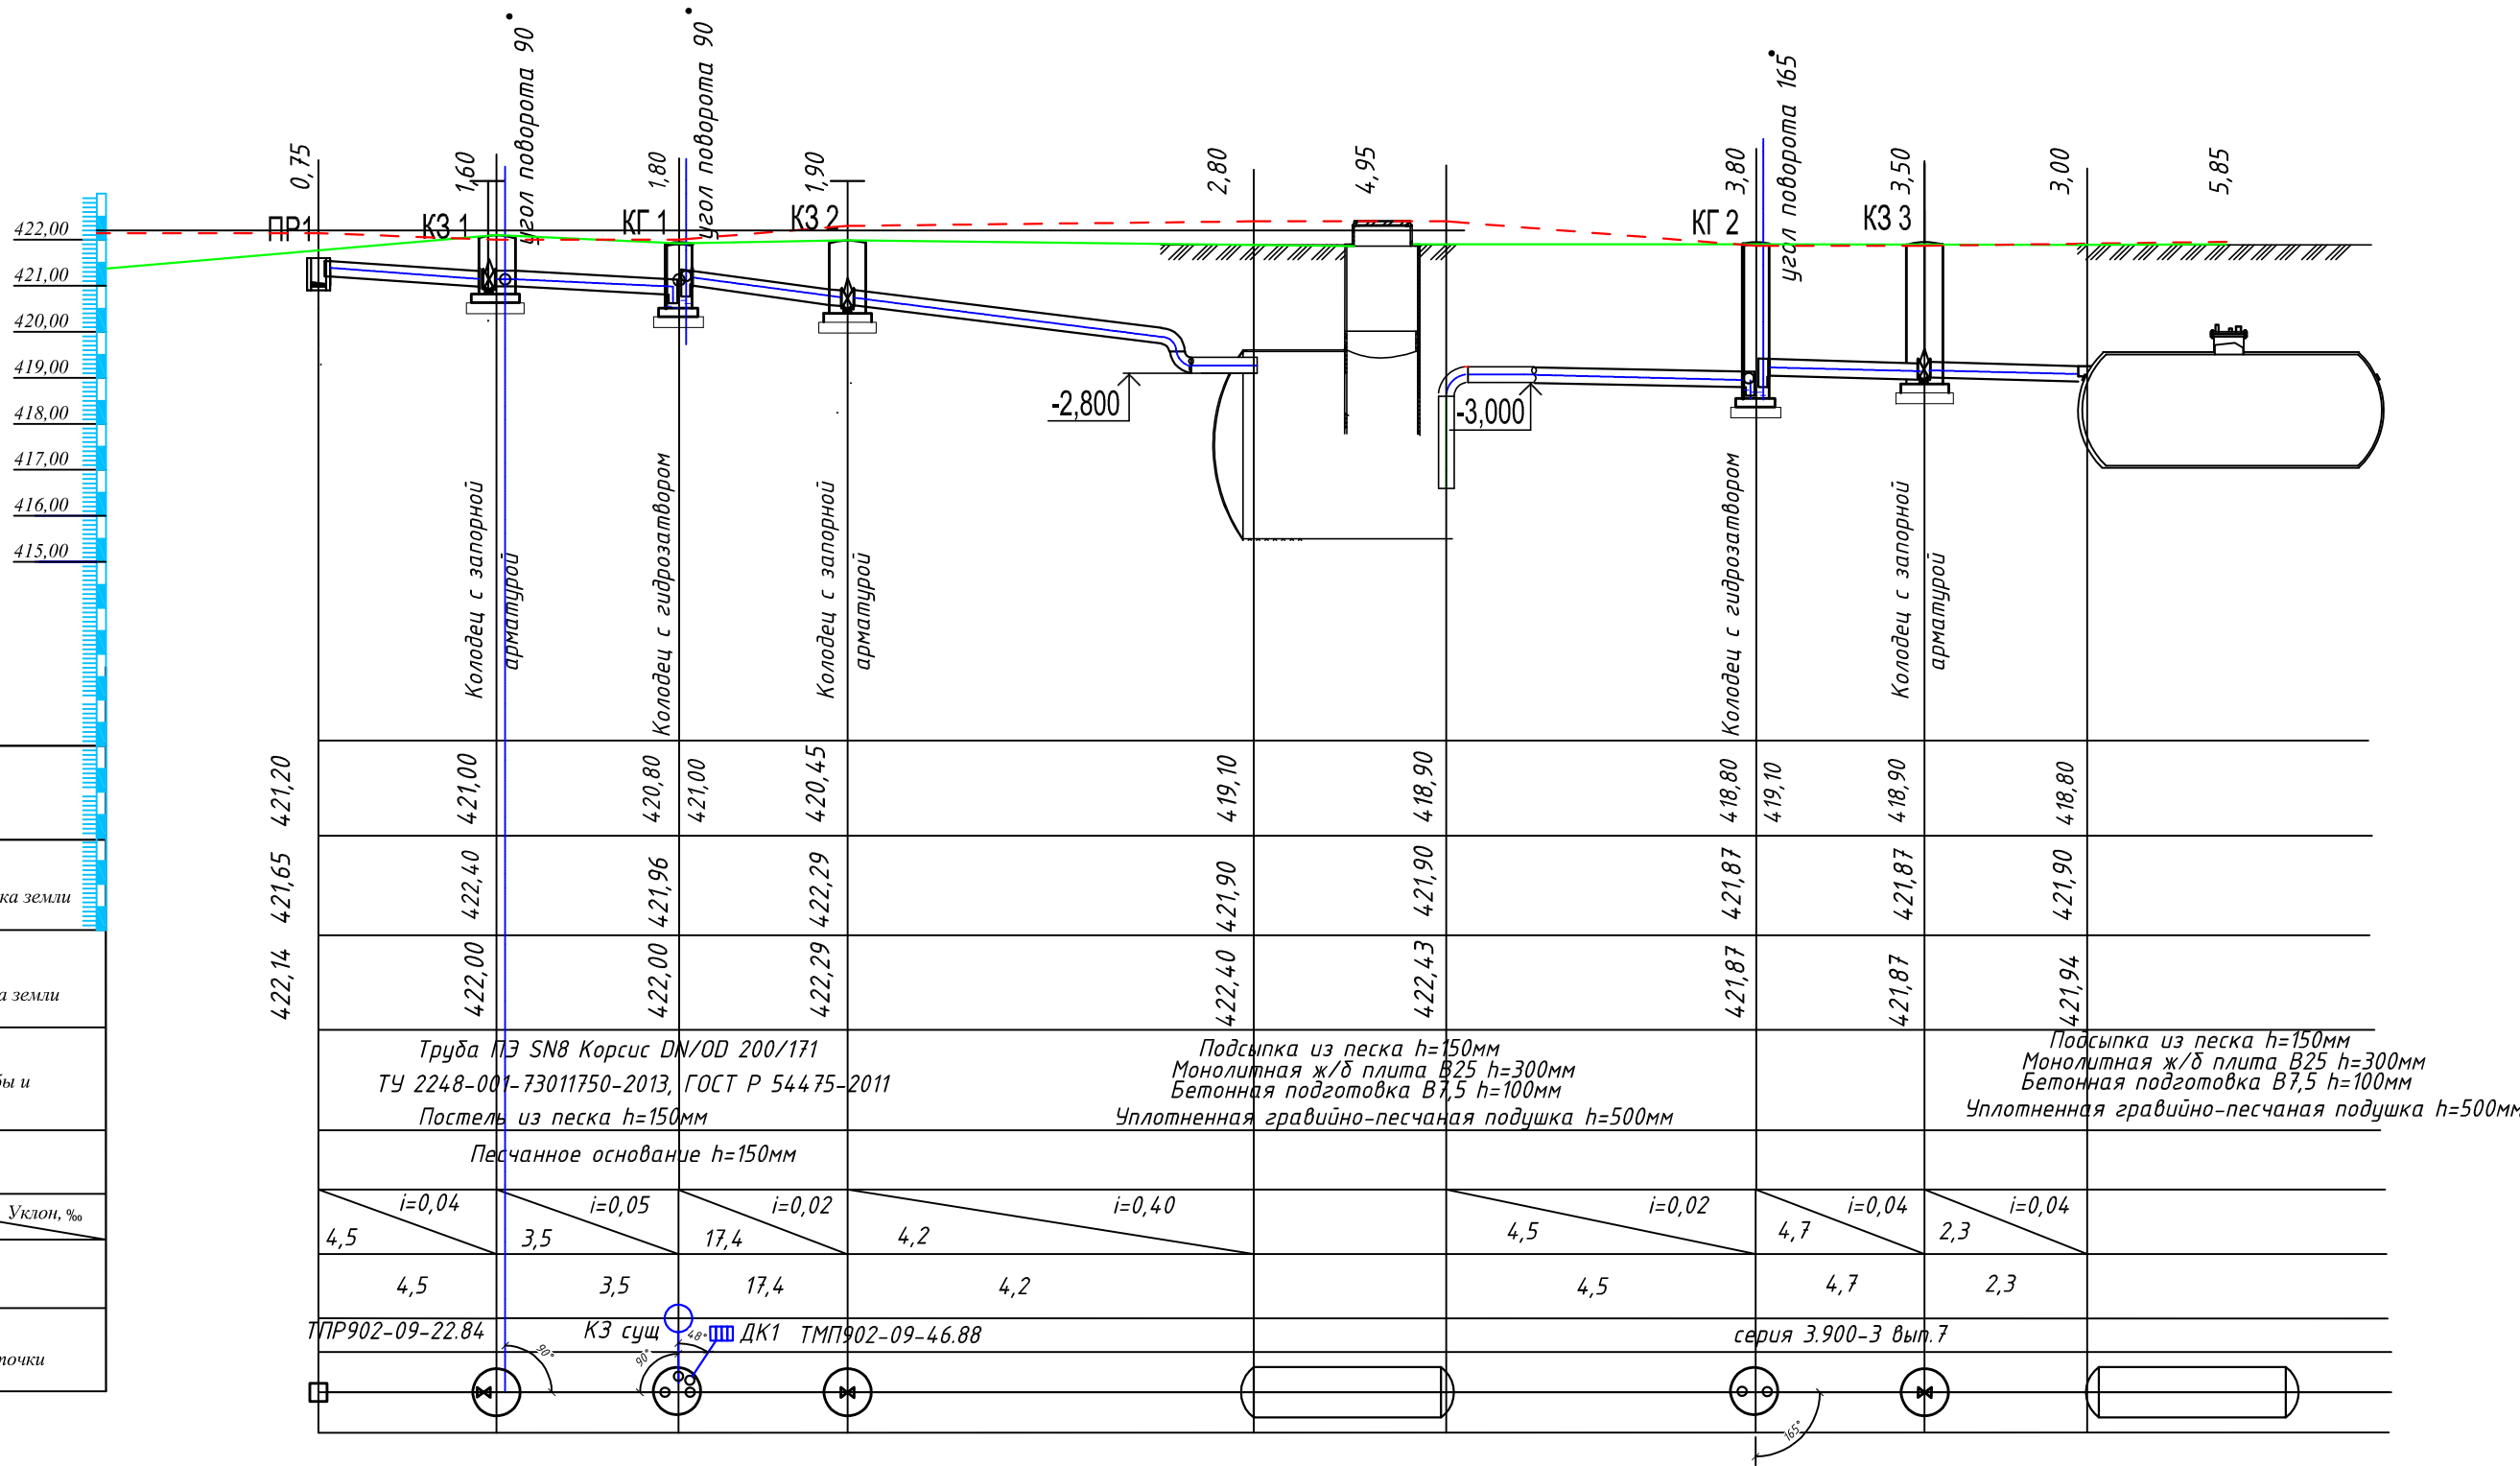 угол поворота 90°
угол поворота 90°
угол поворота 165°
0,75
1,60
1,80
1,90
2,80
4,95
3,80
3,50
3,00
5,85
ПР1
КЗ 1
КГ 1
КЗ 2
КГ 2
КЗ 3
422,00
421,00
420,00
419,00
418,00
417,00
416,00
415,00
-2,800
-3,000
Колодец с запорной
арматурой
Колодец с гидрозатвором
Колодец с запорной
арматурой
Колодец с гидрозатвором
Колодец с запорной
арматурой
421,20
421,00
420,80
421,00
420,45
419,10
418,90
418,80
419,10
418,90
418,80
ка земли
421,65
422,40
421,96
422,29
421,90
421,90
421,87
421,87
421,90
а земли
422,14
422,00
422,00
422,29
422,40
422,43
421,87
421,87
421,94
бы и
Труба ПЭ SN8 Корсис DN/OD 200/171
ТУ 2248-001-73011750-2013, ГОСТ Р 54475-2011
Постель из песка h=150мм
Подсыпка из песка h=150мм
Монолитная ж/б плита В25 h=300мм
Бетонная подготовка В7,5 h=100мм
Уплотненная гравийно-песчаная подушка h=500мм
Подсыпка из песка h=150мм
Монолитная ж/б плита В25 h=300мм
Бетонная подготовка В7,5 h=100мм
Уплотненная гравийно-песчаная подушка h=500мм
Песчанное основание h=150мм
Уклон, ‰
i=0,04
4,5
i=0,05
3,5
i=0,02
17,4
i=0,40
4,2
i=0,02
4,5
i=0,04
4,7
i=0,04
2,3
4,5
3,5
17,4
4,2
4,5
4,7
2,3
ТПР902-09-22.84
КЗ сущ
48°
ДК1
ТМП902-09-46.88
серия 3.900-3 вып.7
точки
90°
90°
165°